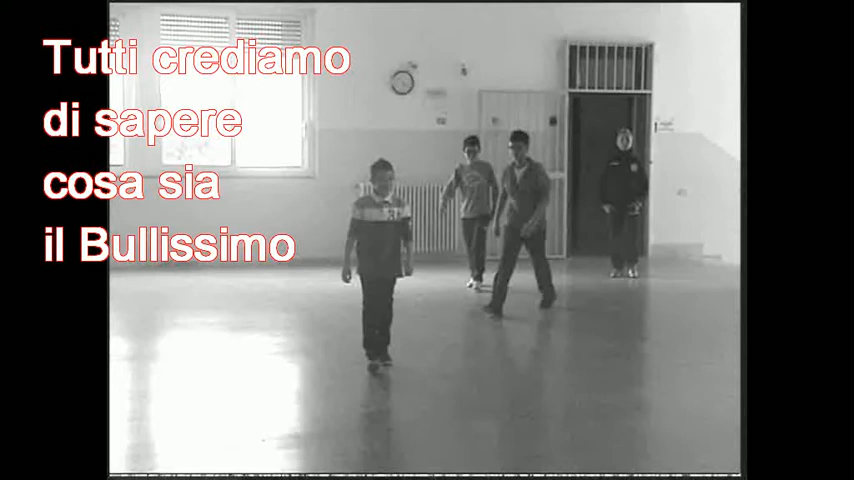 Tutti crediamo
di sapere
cosa sia
il Bullissimo